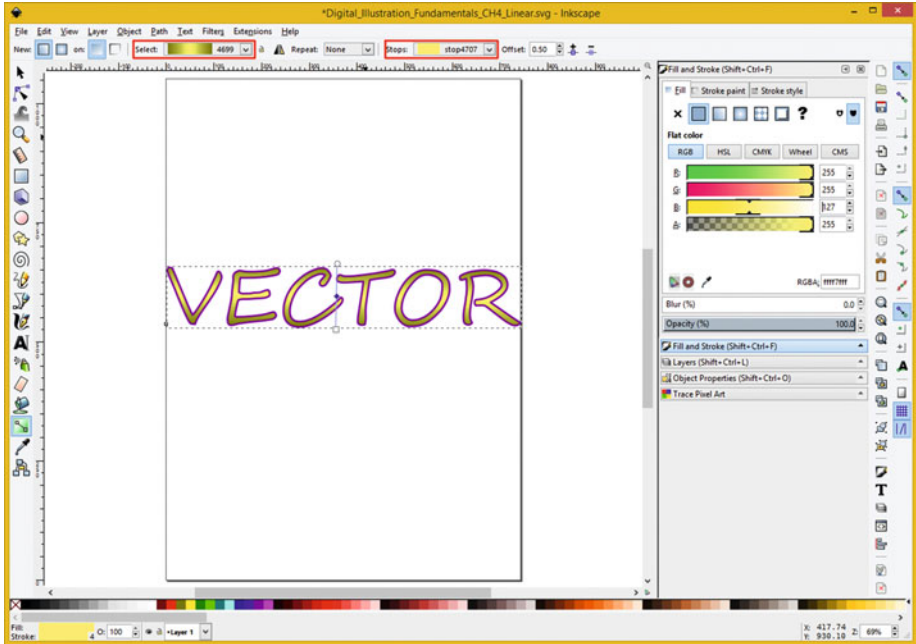 *Digital_Illustration_Fundamentals_CH4_Linear.svg - Inkscape
File Edit View Layer Object Path Text Filters Extensions Help
New: on: Select: 4699 Repeat: None Stops: stop4707 Offset: 0.50
Fill and Stroke (Shift+Ctrl+F)
Fill Stroke paint Stroke style
?
Flat color
RGB HSL CMYK Wheel CMS
R: 255
G: 255
B: 127
A: 255
RGBA: ffff7fff
Blur (%) 0.0
Opacity (%) 100.0
Fill and Stroke (Shift+Ctrl+F)
Layers (Shift+Ctrl+L)
Object Properties (Shift+Ctrl+O)
Trace Pixel Art
VECTOR
Fill:
Stroke: 4 O: 100 •Layer 1
X: 417.74
Y: 930.10 Z: 69%